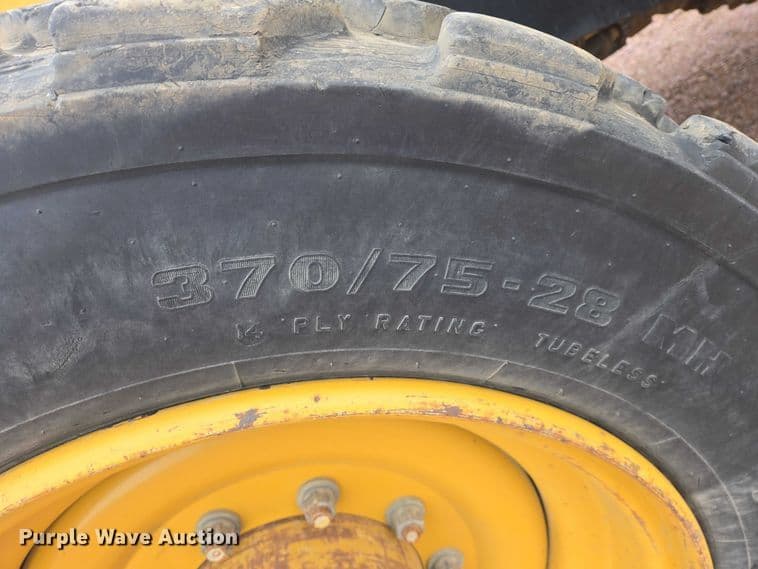 370/75-28 MH
14 PLY RATING TUBELESS
Purple Wave Auction